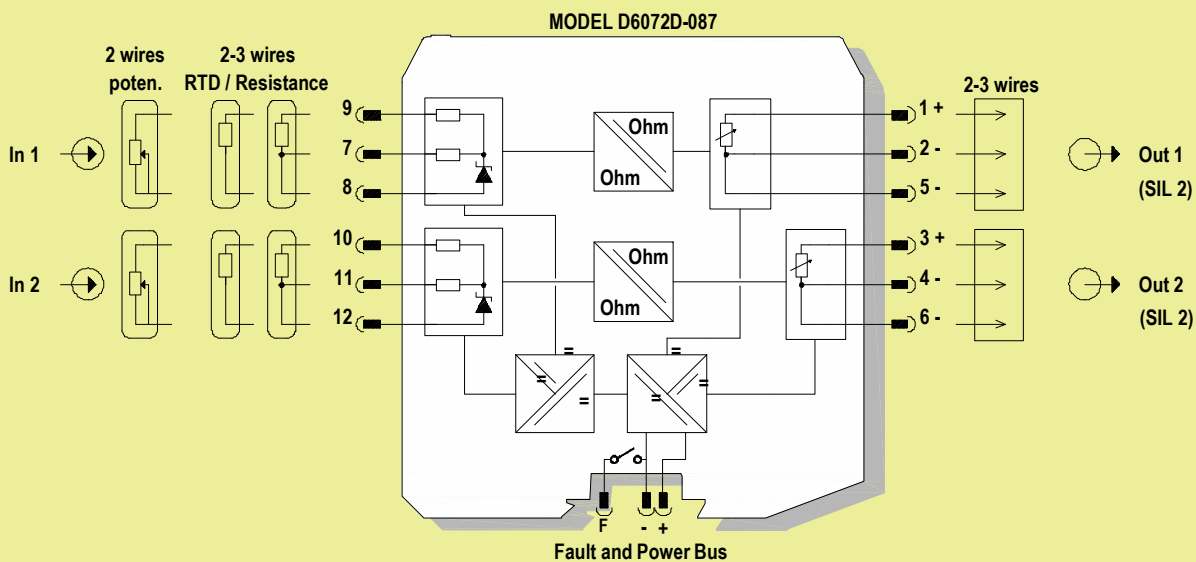 MODEL D6072D-087
2 wires
poten.
2-3 wires
RTD / Resistance
2-3 wires
In 1
9
7
8
Ohm
Ohm
1 +
2 -
5 -
Out 1
(SIL 2)
In 2
10
11
12
Ohm
Ohm
3 +
4 -
6 -
Out 2
(SIL 2)
=
=
=
=
=
=
F
-
+
Fault and Power Bus